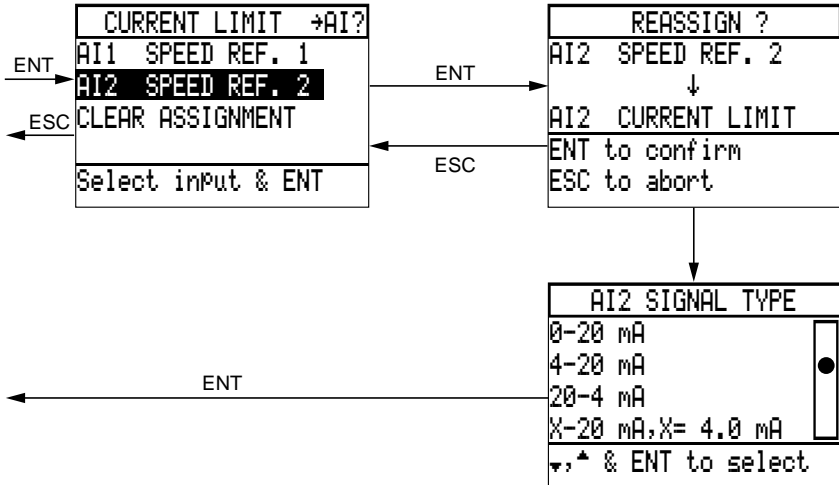 CURRENT LIMIT →AI?
AI1 SPEED REF. 1
AI2 SPEED REF. 2
CLEAR ASSIGNMENT
Select input & ENT
ENT
ESC
ENT
ESC
REASSIGN ?
AI2 SPEED REF. 2
↓
AI2 CURRENT LIMIT
ENT to confirm
ESC to abort
AI2 SIGNAL TYPE
0-20 mA
4-20 mA
20-4 mA
X-20 mA,X= 4.0 mA
▼,▲ & ENT to select
ENT